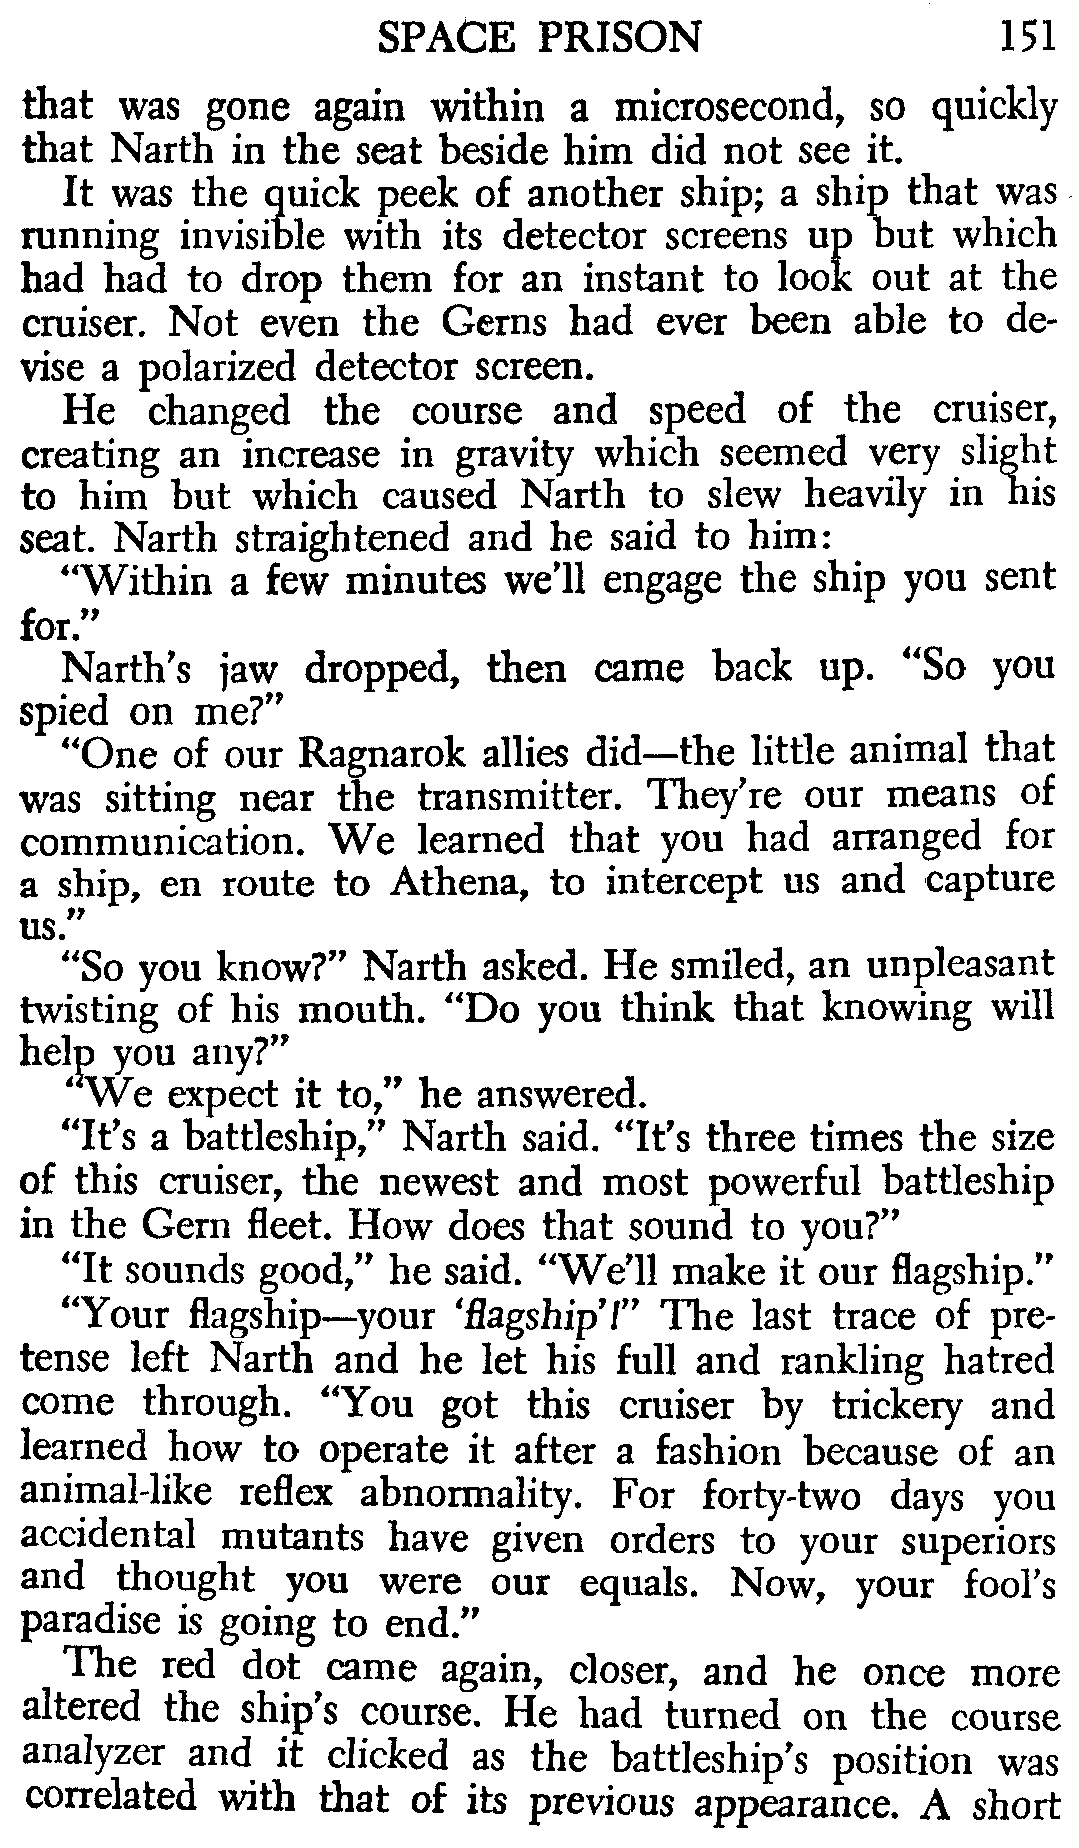 SPACE PRISON 151
that was gone again within a microsecond, so quickly
that Narth in the seat beside him did not see it.
It was the quick peek of another ship; a ship that was
running invisible with its detector screens up but which
had had to drop them for an instant to look out at the
cruiser. Not even the Gerns had ever been able to de-
vise a polarized detector screen.
He changed the course and speed of the cruiser,
creating an increase in gravity which seemed very slight
to him but which caused Narth to slew heavily in his
seat. Narth straightened and he said to him:
“Within a few minutes we’ll engage the ship you sent
for.”
Narth’s jaw dropped, then came back up. “So you
spied on me?”
“One of our Ragnarok allies did—the little animal that
was sitting near the transmitter. They’re our means of
communication. We learned that you had arranged for
a ship, en route to Athena, to intercept us and capture
us.”
“So you know?” Narth asked. He smiled, an unpleasant
twisting of his mouth. “Do you think that knowing will
help you any?”
“We expect it to,” he answered.
“It’s a battleship,” Narth said. “It’s three times the size
of this cruiser, the newest and most powerful battleship
in the Gern fleet. How does that sound to you?”
“It sounds good,” he said. “We’ll make it our flagship.”
“Your flagship—your ‘flagship’!” The last trace of pre-
tense left Narth and he let his full and rankling hatred
come through. “You got this cruiser by trickery and
learned how to operate it after a fashion because of an
animal-like reflex abnormality. For forty-two days you
accidental mutants have given orders to your superiors
and thought you were our equals. Now, your fool’s
paradise is going to end.”
The red dot came again, closer, and he once more
altered the ship’s course. He had turned on the course
analyzer and it clicked as the battleship’s position was
correlated with that of its previous appearance. A short